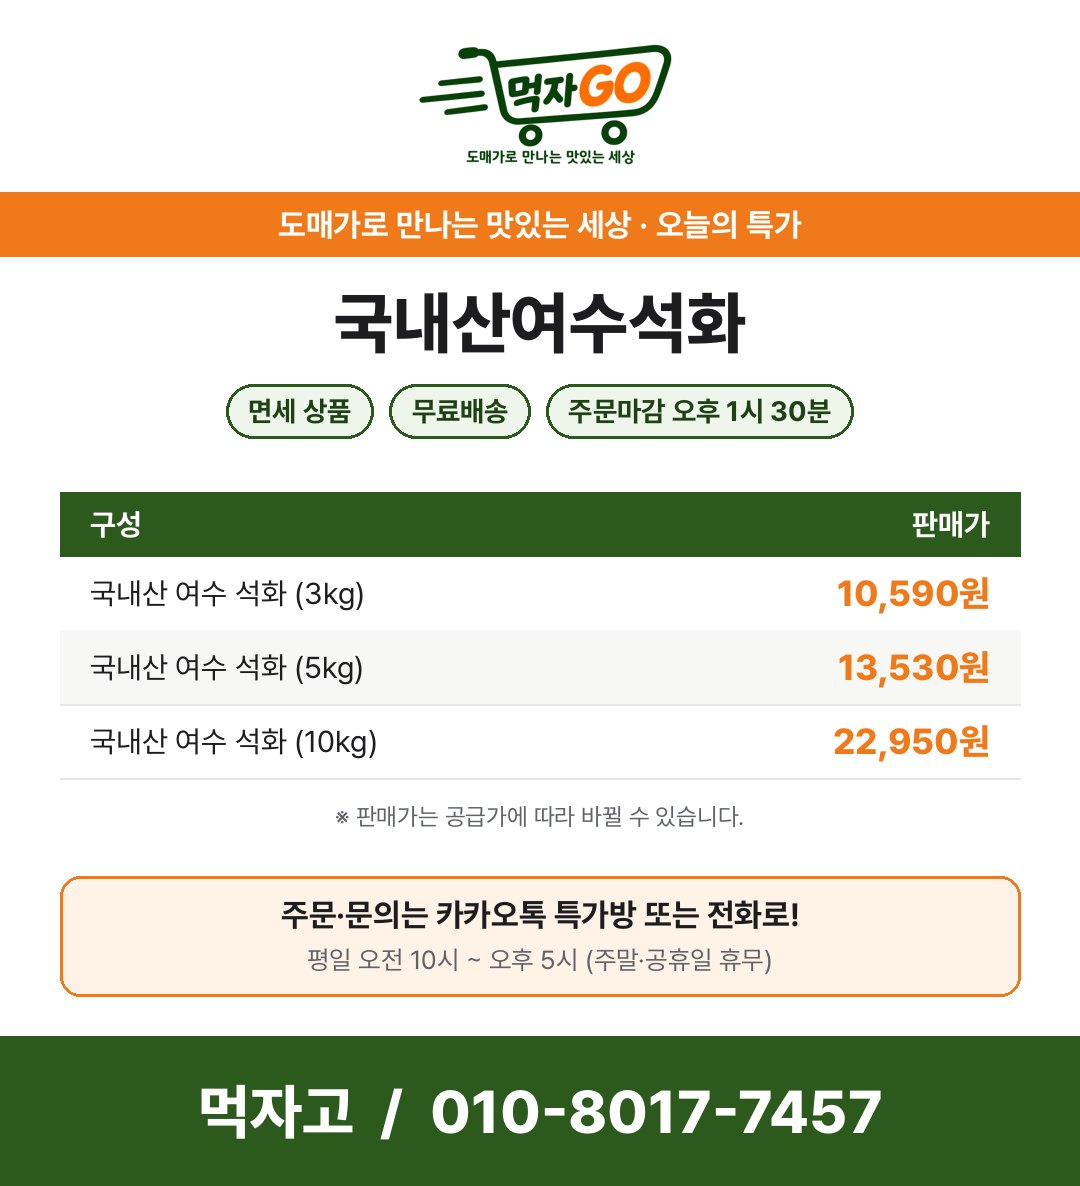 먹자GO
도매가로 만나는 맛있는 세상
도매가로 만나는 맛있는 세상 · 오늘의 특가
국내산여수석화
면세 상품 무료배송 주문마감 오후 1시 30분
구성 판매가
국내산 여수 석화 (3kg) 10,590원
국내산 여수 석화 (5kg) 13,530원
국내산 여수 석화 (10kg) 22,950원
※ 판매가는 공급가에 따라 바뀔 수 있습니다.
주문·문의는 카카오톡 특가방 또는 전화로!
평일 오전 10시 ~ 오후 5시 (주말·공휴일 휴무)
먹자고 / 010-8017-7457